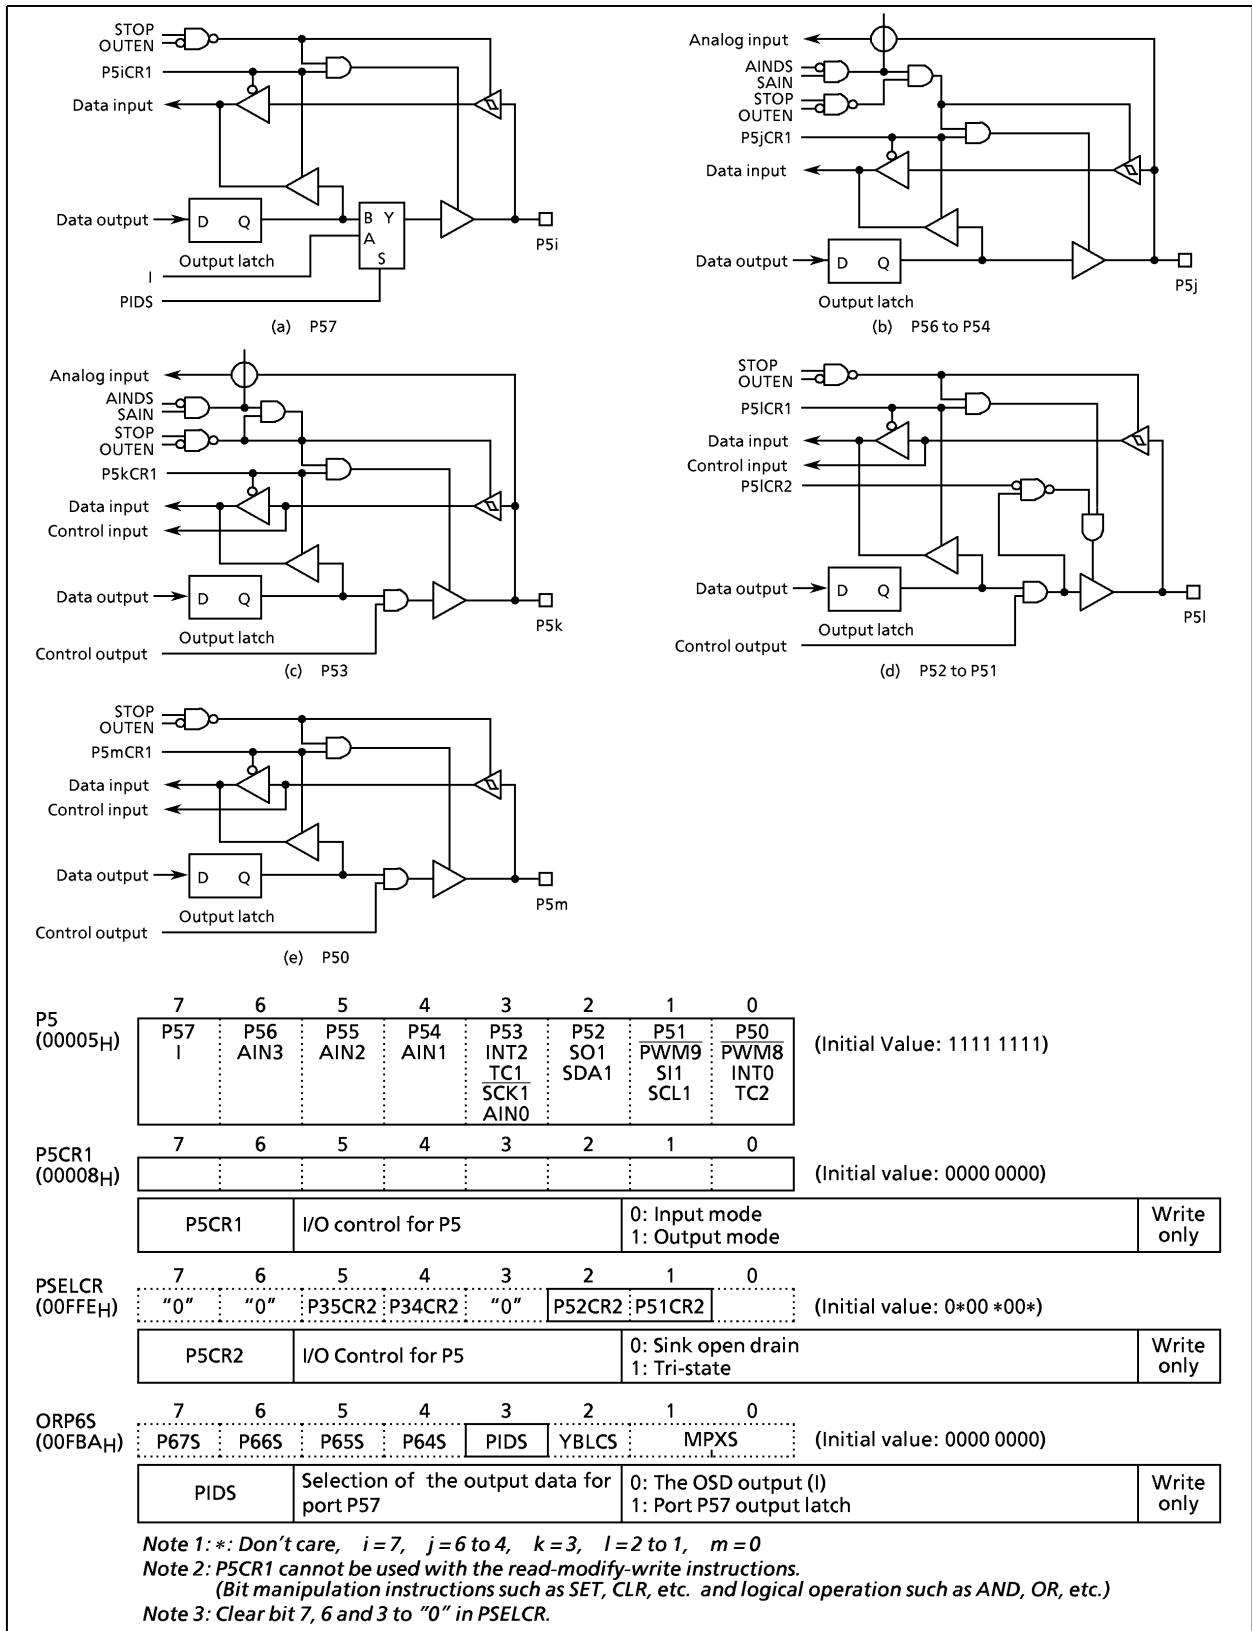 STOP
OUTEN
P5iCR1
Data input
Data output
D Q
Output latch
B Y
A
S
I
PIDS
P5i
(a) P57
Analog input
AINDS
SAIN
STOP
OUTEN
P5jCR1
Data input
Data output
D Q
Output latch
P5j
(b) P56 to P54
Analog input
AINDS
SAIN
STOP
OUTEN
P5kCR1
Data input
Control input
Data output
D Q
Output latch
P5k
Control output
(c) P53
STOP
OUTEN
P5lCR1
Data input
Control input
P5lCR2
Data output
D Q
Output latch
P5l
Control output
(d) P52 to P51
STOP
OUTEN
P5mCR1
Data input
Control input
Data output
D Q
Output latch
P5m
Control output
(e) P50
7 6 5 4 3 2 1 0
P5
(00005H)
P57 P56 P55 P54 P53 P52 P51 P50
I AIN3 AIN2 AIN1 INT2 SO1 PWM9 PWM8
TC1 SDA1 SI1 INT0
SCK1 SCL1 TC2
AIN0
(Initial Value: 1111 1111)
P5CR1
(00008H)
7 6 5 4 3 2 1 0
(Initial value: 0000 0000)
P5CR1 I/O control for P5 0: Input mode
1: Output mode
Write
only
PSELCR
(00FFEH)
7 6 5 4 3 2 1 0
"0" "0" P35CR2 P34CR2 "0" P52CR2 P51CR2
(Initial value: 0*00 *00*)
P5CR2 I/O Control for P5 0: Sink open drain
1: Tri-state
Write
only
ORP6S
(00FBAH)
7 6 5 4 3 2 1 0
P67S P66S P65S P64S PIDS YBLCS MPXS
(Initial value: 0000 0000)
PIDS Selection of the output data for
port P57
0: The OSD output (I)
1: Port P57 output latch
Write
only
Note 1: *: Don't care, i = 7, j = 6 to 4, k = 3, l = 2 to 1, m = 0
Note 2: P5CR1 cannot be used with the read-modify-write instructions.
(Bit manipulation instructions such as SET, CLR, etc. and logical operation such as AND, OR, etc.)
Note 3: Clear bit 7, 6 and 3 to "0" in PSELCR.